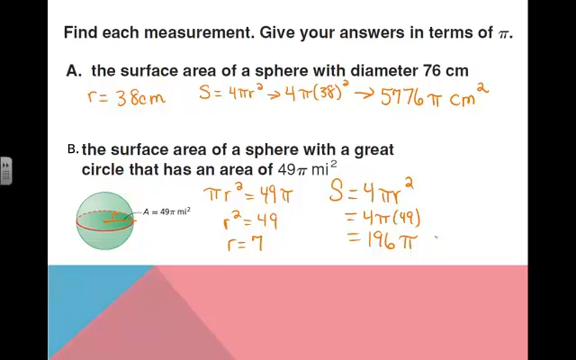 Find each measurement. Give your answers in terms of π.
A. the surface area of a sphere with diameter 76 cm
r = 38cm S = 4πr² → 4π(38)² → 5776π cm²
B. the surface area of a sphere with a great
circle that has an area of 49π mi²
A = 49π mi²
πr² = 49π
r² = 49
r = 7
S = 4πr²
= 4π(49)
= 196π